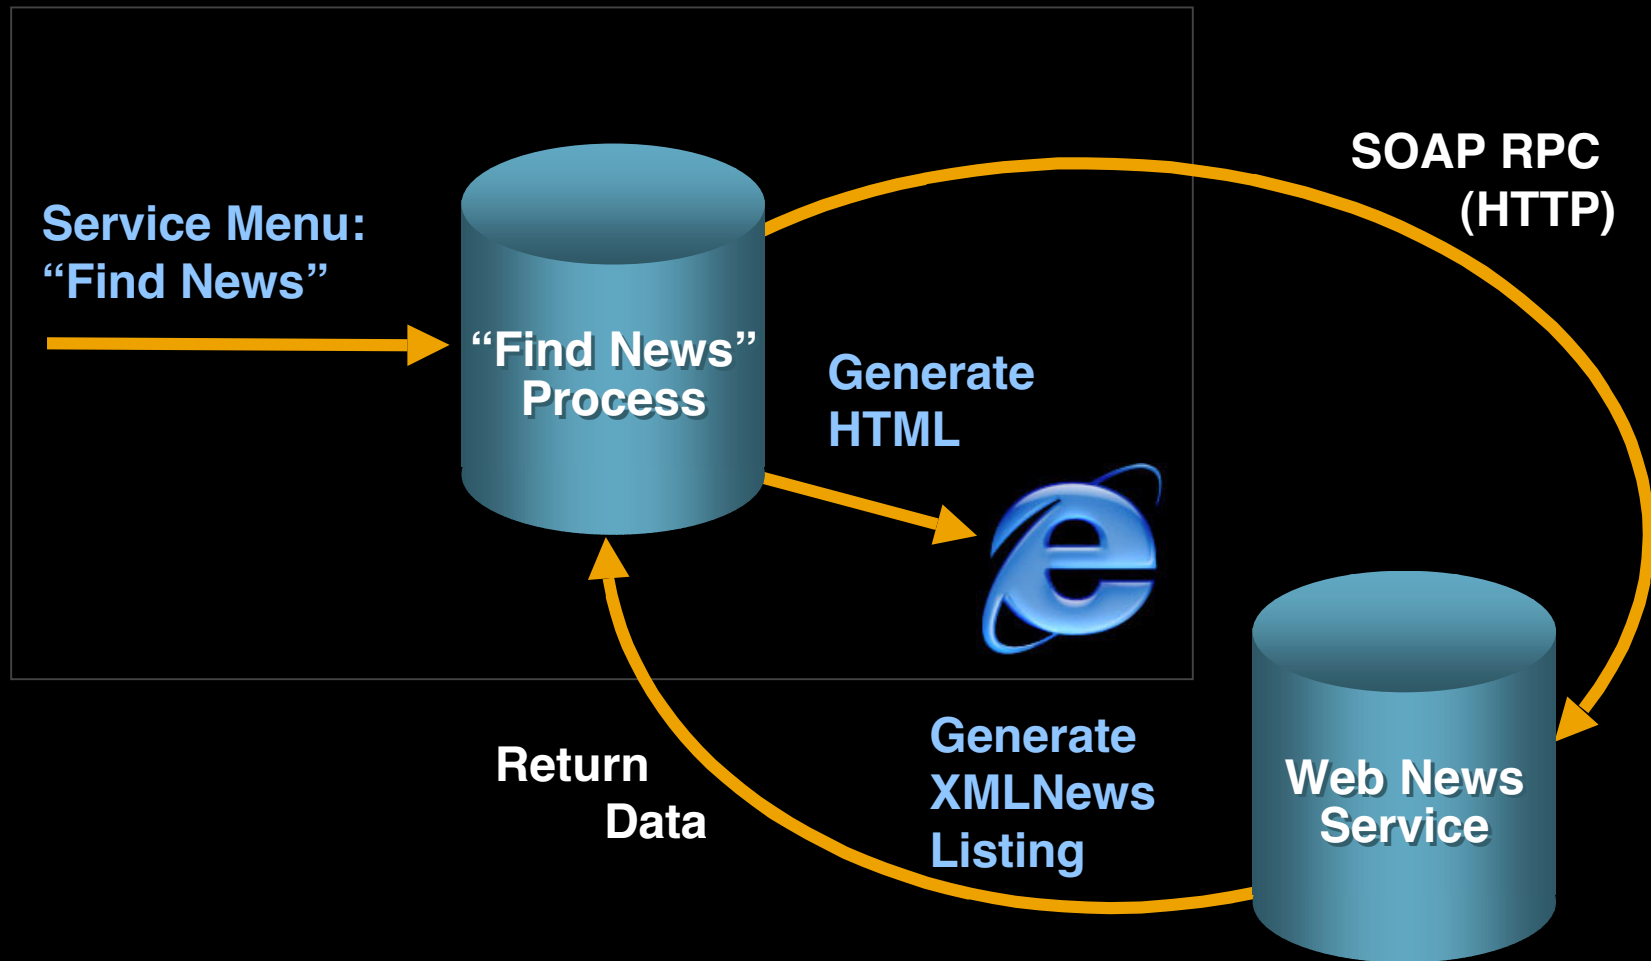 Service Menu:
“Find News”
“Find News”
Process
SOAP RPC
(HTTP)
Generate
HTML
Return
Data
Generate
XMLNews
Listing
Web News
Service